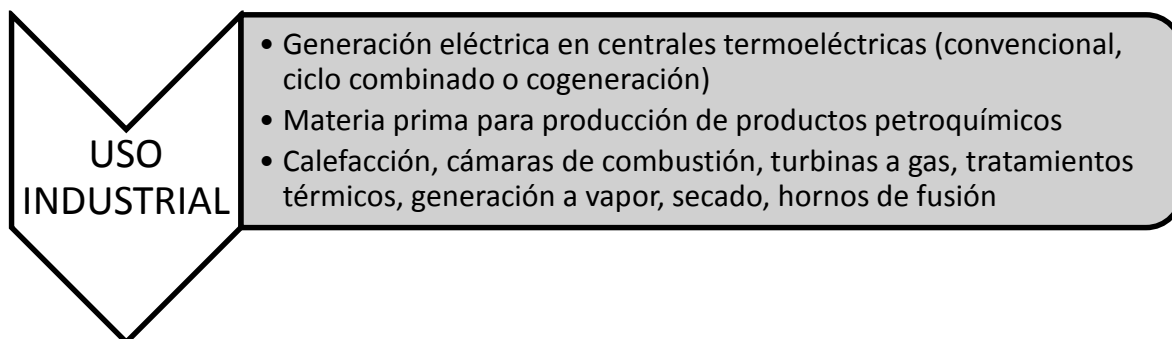 USO
INDUSTRIAL
• Generación eléctrica en centrales termoeléctricas (convencional,
ciclo combinado o cogeneración)
• Materia prima para producción de productos petroquímicos
• Calefacción, cámaras de combustión, turbinas a gas, tratamientos
térmicos, generación a vapor, secado, hornos de fusión